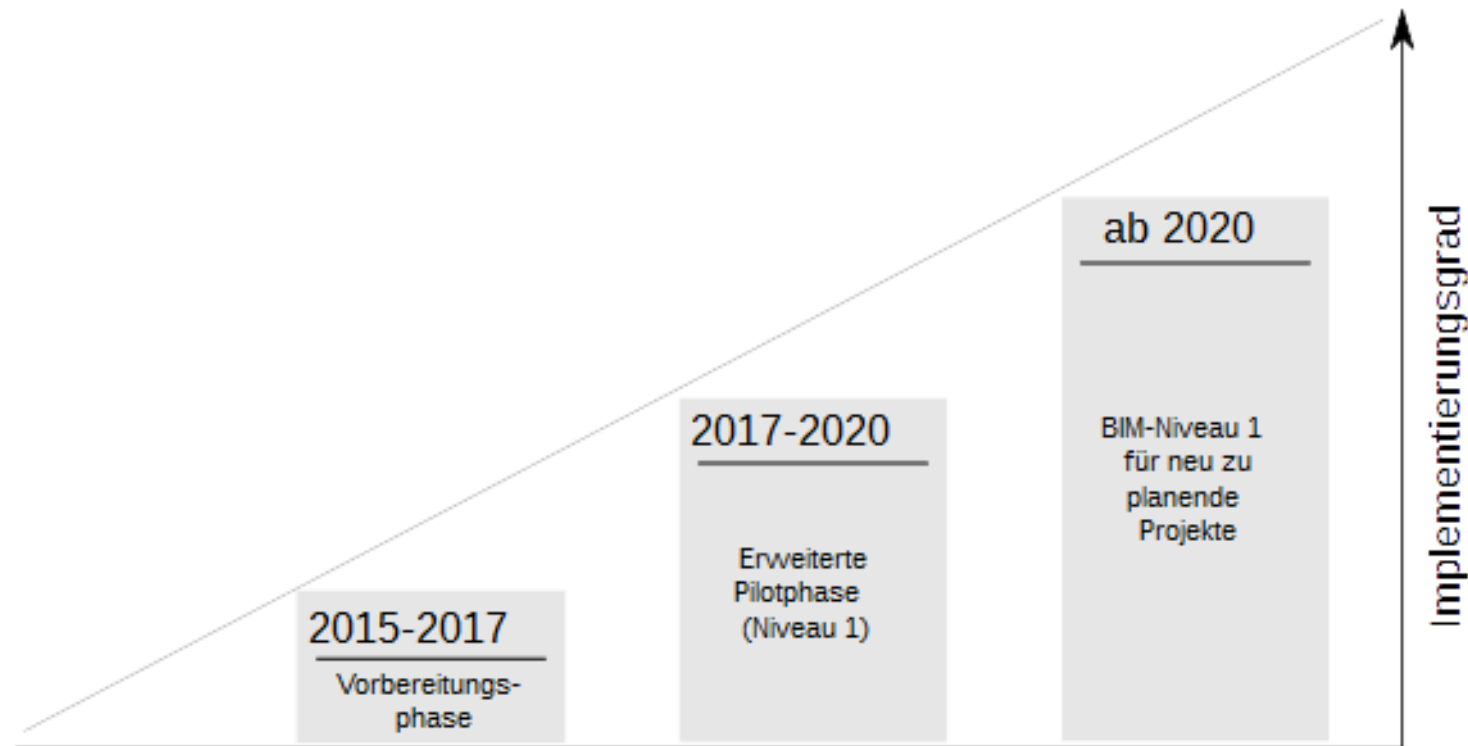 2015-2017
Vorbereitungs-
phase
2017-2020
Erweiterte
Pilotphase
(Niveau 1)
ab 2020
BIM-Niveau 1
für neu zu
planende
Projekte
Implementierungsgrad